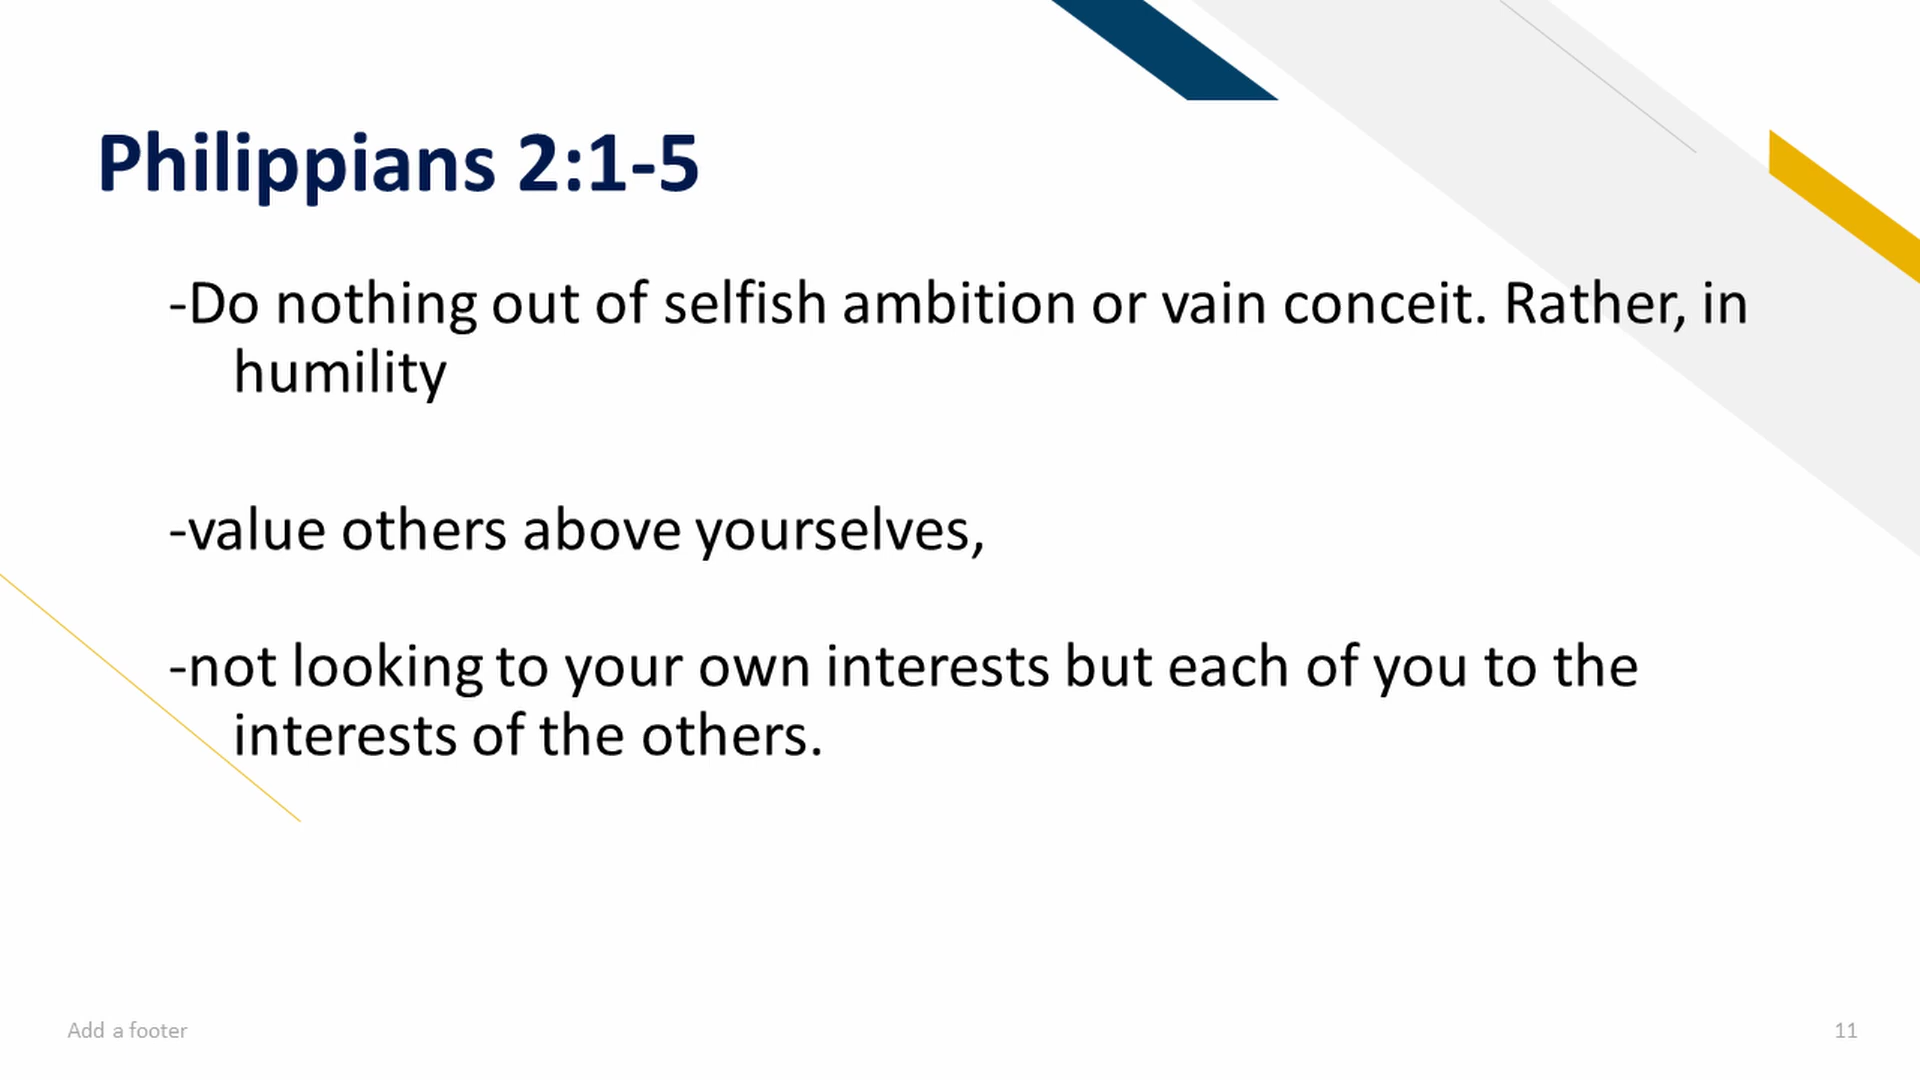 Philippians 2:1-5
-Do nothing out of selfish ambition or vain conceit. Rather, in
humility
-value others above yourselves,
-not looking to your own interests but each of you to the
interests of the others.
Add a footer
11